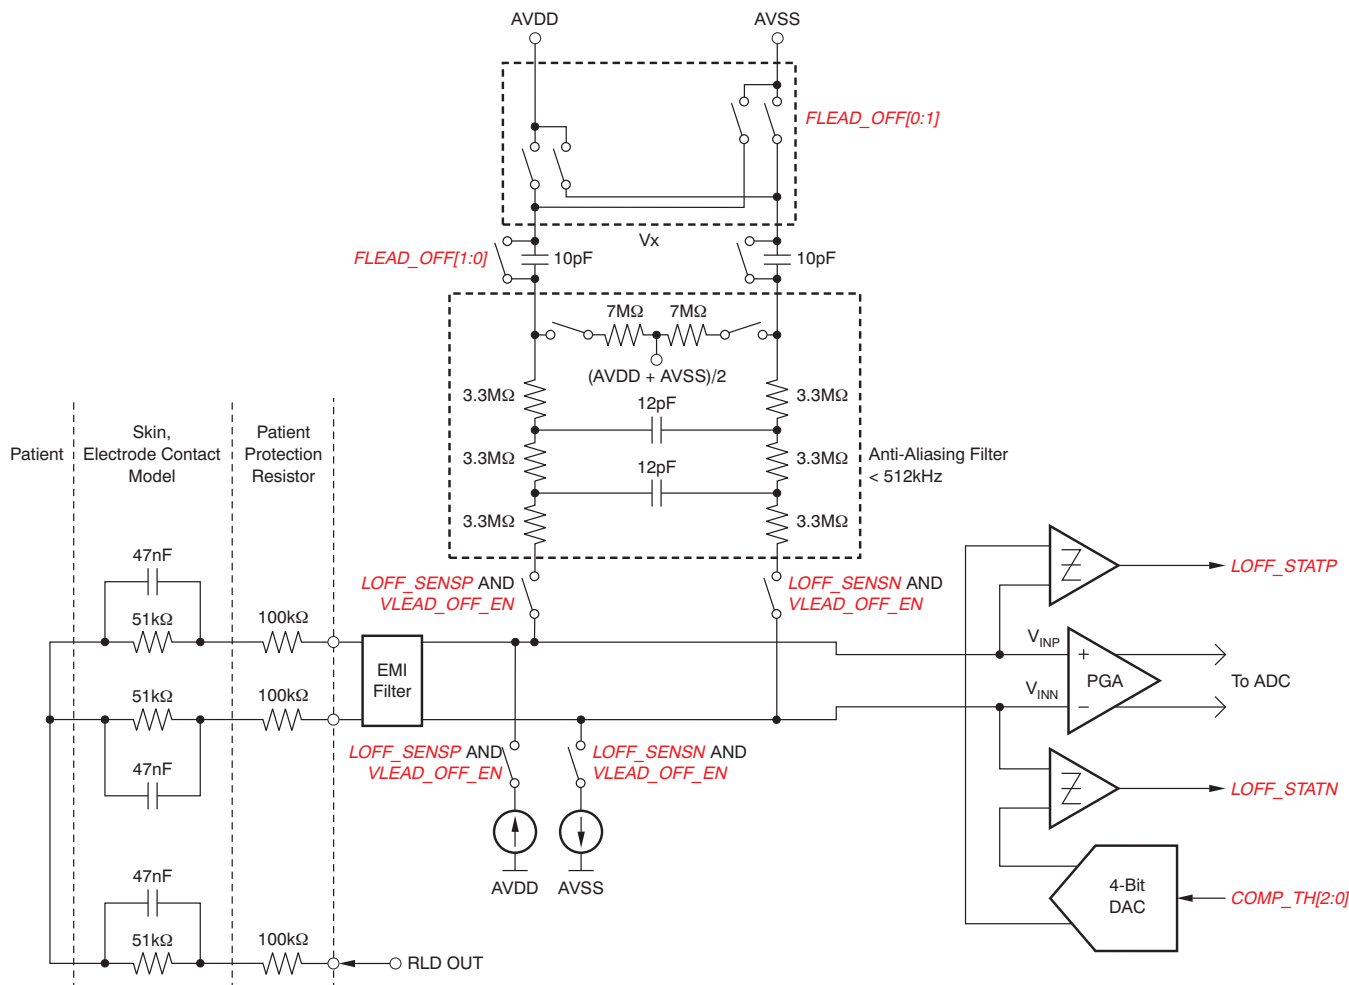 AVDD
AVSS
FLEAD_OFF[0:1]
Vx
FLEAD_OFF[1:0]
10pF
10pF
7MΩ
7MΩ
(AVDD + AVSS)/2
3.3MΩ
12pF
3.3MΩ
3.3MΩ
12pF
3.3MΩ
3.3MΩ
3.3MΩ
Anti-Aliasing Filter
< 512kHz
Patient
Skin,
Electrode Contact
Model
Patient
Protection
Resistor
47nF
51kΩ
100kΩ
51kΩ
100kΩ
47nF
47nF
51kΩ
100kΩ
RLD OUT
EMI
Filter
LOFF_SENSP AND
VLEAD_OFF_EN
LOFF_SENSN AND
VLEAD_OFF_EN
LOFF_SENSP AND
VLEAD_OFF_EN
LOFF_SENSN AND
VLEAD_OFF_EN
AVDD
AVSS
LOFF_STATP
VINP
+
PGA
VINN
−
To ADC
LOFF_STATN
4-Bit
DAC
COMP_TH[2:0]